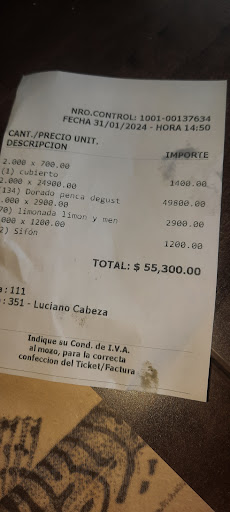 NRO.CONTROL: 1001-00137634
FECHA 31/01/2024 - HORA 14:50
CANT./PRECIO UNIT.
DESCRIPCION IMPORTE
2.000 x 700.00
(1) cubierto 1400.00
2.000 x 24900.00
(134) Dorado penca degust 49800.00
.000 x 2900.00
70) limonada limon y men 2900.00
.000 x 1200.00
2) Sifón 1200.00
TOTAL: $ 55,300.00
a : 111
: 351 - Luciano Cabeza
Indique su Cond. de I.V.A.
al mozo, para la correcta
confeccion del Ticket/Factura